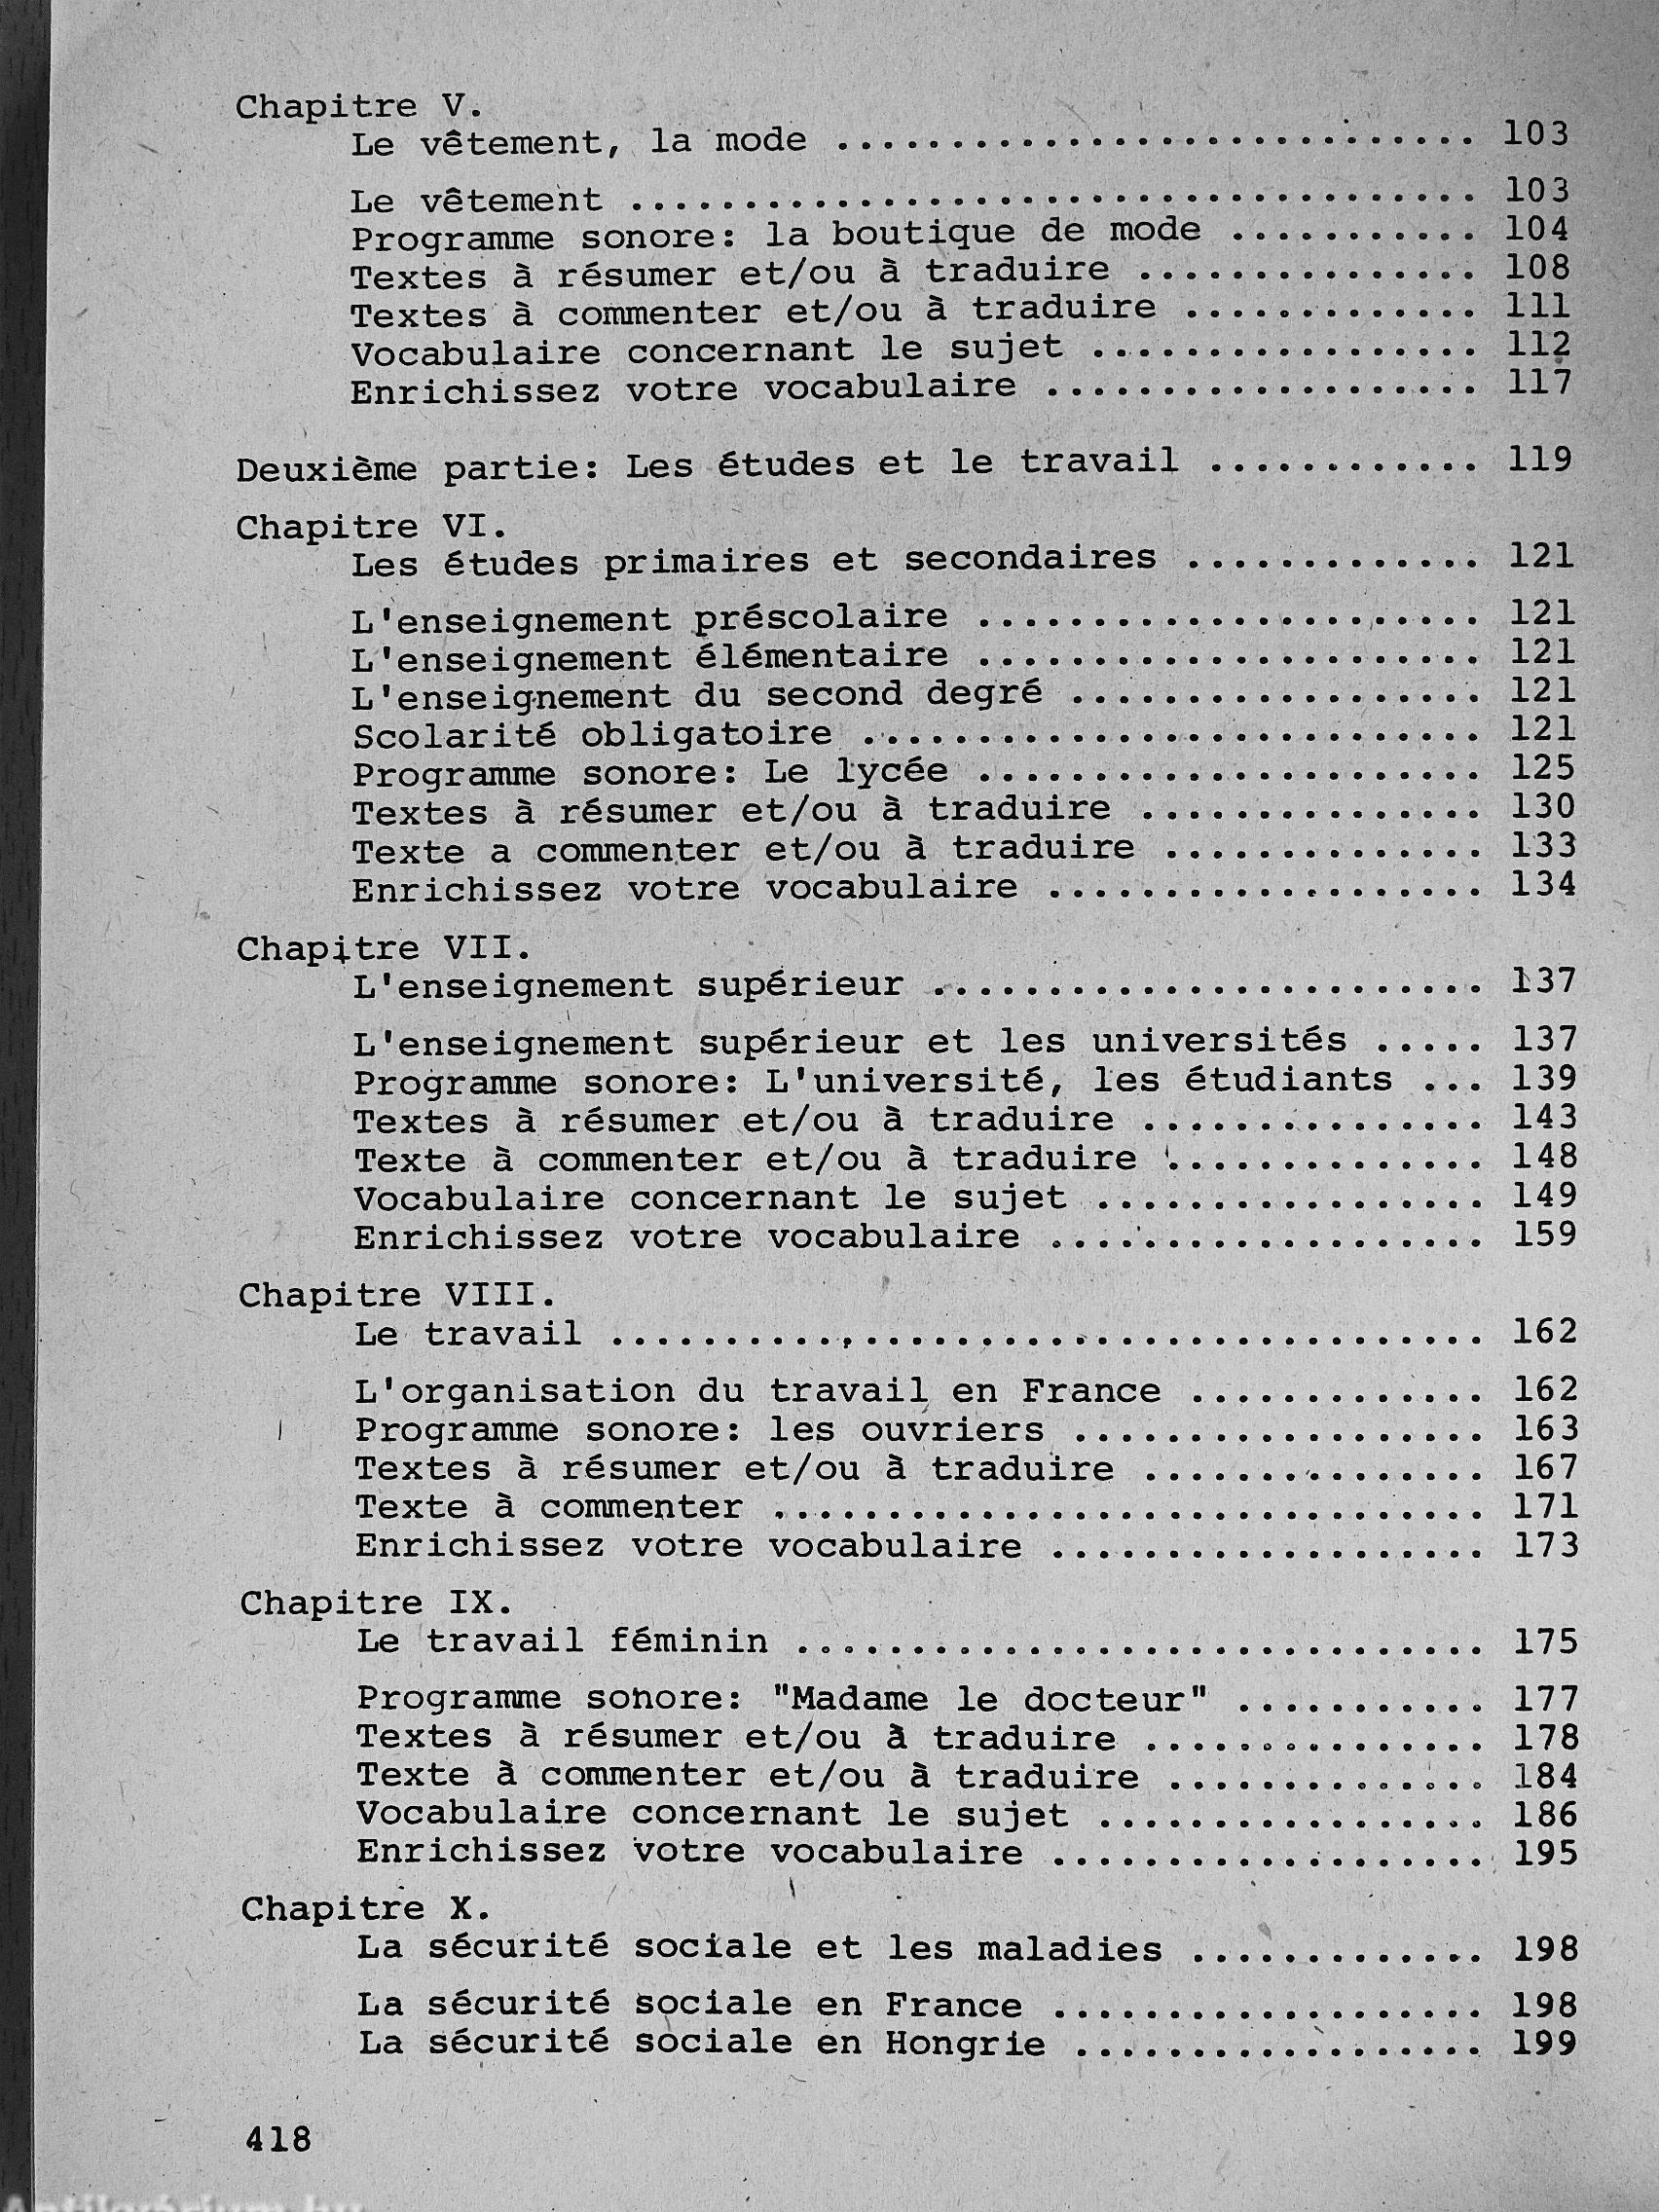 Chapitre V.
Le vêtement, la mode ............................ 103
Le vêtement ..................................... 103
Programme sonore: la boutique de mode ........... 104
Textes à résumer et/ou à traduire ............... 108
Textes à commenter et/ou à traduire ............. 111
Vocabulaire concernant le sujet ................. 112
Enrichissez votre vocabulaire ................... 117
Deuxième partie: Les études et le travail ............ 119
Chapitre VI.
Les études primaires et secondaires ............. 121
L'enseignement préscolaire ...................... 121
L'enseignement élémentaire ...................... 121
L'enseignement du second degré .................. 121
Scolarité obligatoire ........................... 121
Programme sonore: Le lycée ...................... 125
Textes à résumer et/ou à traduire ............... 130
Texte a commenter et/ou à traduire .............. 133
Enrichissez votre vocabulaire ................... 134
Chapitre VII.
L'enseignement supérieur ........................ 137
L'enseignement supérieur et les universités ..... 137
Programme sonore: L'université, les étudiants ... 139
Textes à résumer et/ou à traduire ............... 143
Texte à commenter et/ou à traduire .............. 148
Vocabulaire concernant le sujet ................. 149
Enrichissez votre vocabulaire ................... 159
Chapitre VIII.
Le travail ...................................... 162
L'organisation du travail en France ............. 162
Programme sonore: les ouvriers .................. 163
Textes à résumer et/ou à traduire ............... 167
Texte à commenter ............................... 171
Enrichissez votre vocabulaire ................... 173
Chapitre IX.
Le travail féminin .............................. 175
Programme sonore: "Madame le docteur" ........... 177
Textes à résumer et/ou à traduire ............... 178
Texte à commenter et/ou à traduire .............. 184
Vocabulaire concernant le sujet ................. 186
Enrichissez votre vocabulaire ................... 195
Chapitre X.
La sécurité sociale et les maladies ............. 198
La sécurité sociale en France ................... 198
La sécurité sociale en Hongrie .................. 199
418